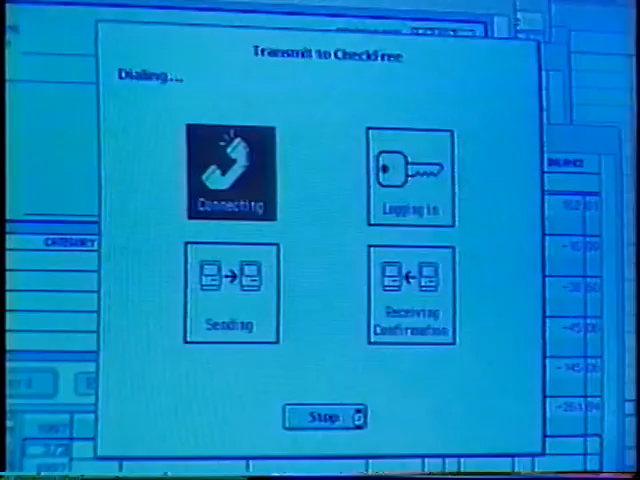 Transmit to CheckFree
Dialing...
Connecting
Logging in
Sending
Receiving
Confirmation
Stop
CATEGORY
BALANCE